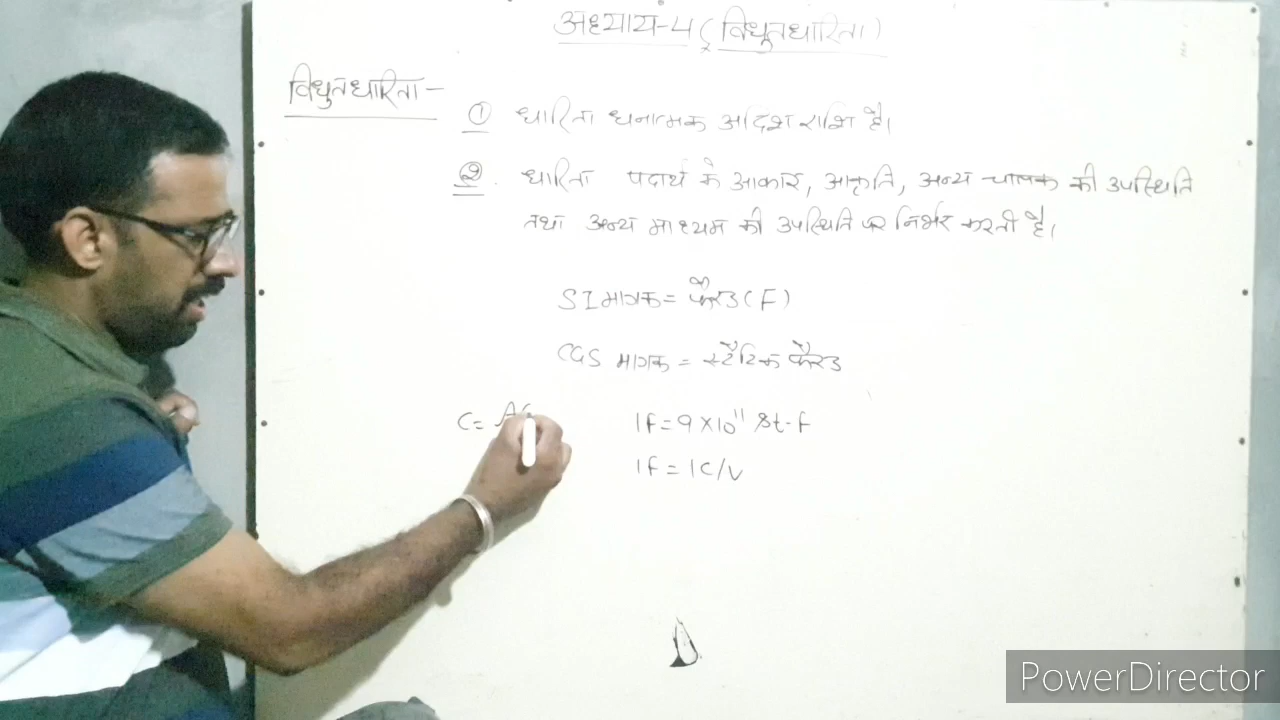 अध्याय-4 (विधुतधारिता)
विधुतधारिता -
① धारिता धनात्मक अदिश राशि है।
② धारिता पदार्थ के आकार, आकृति, अन्य चालक की उपस्थिति
तथा अन्य माध्यम की उपस्थिति पर निर्भर करती है।
SI मात्रक = फैरड (F)
CGS मात्रक = स्टैटिक फैरड
C =
1F = 9 × 10¹¹ st-F
1F = 1C/V
PowerDirector